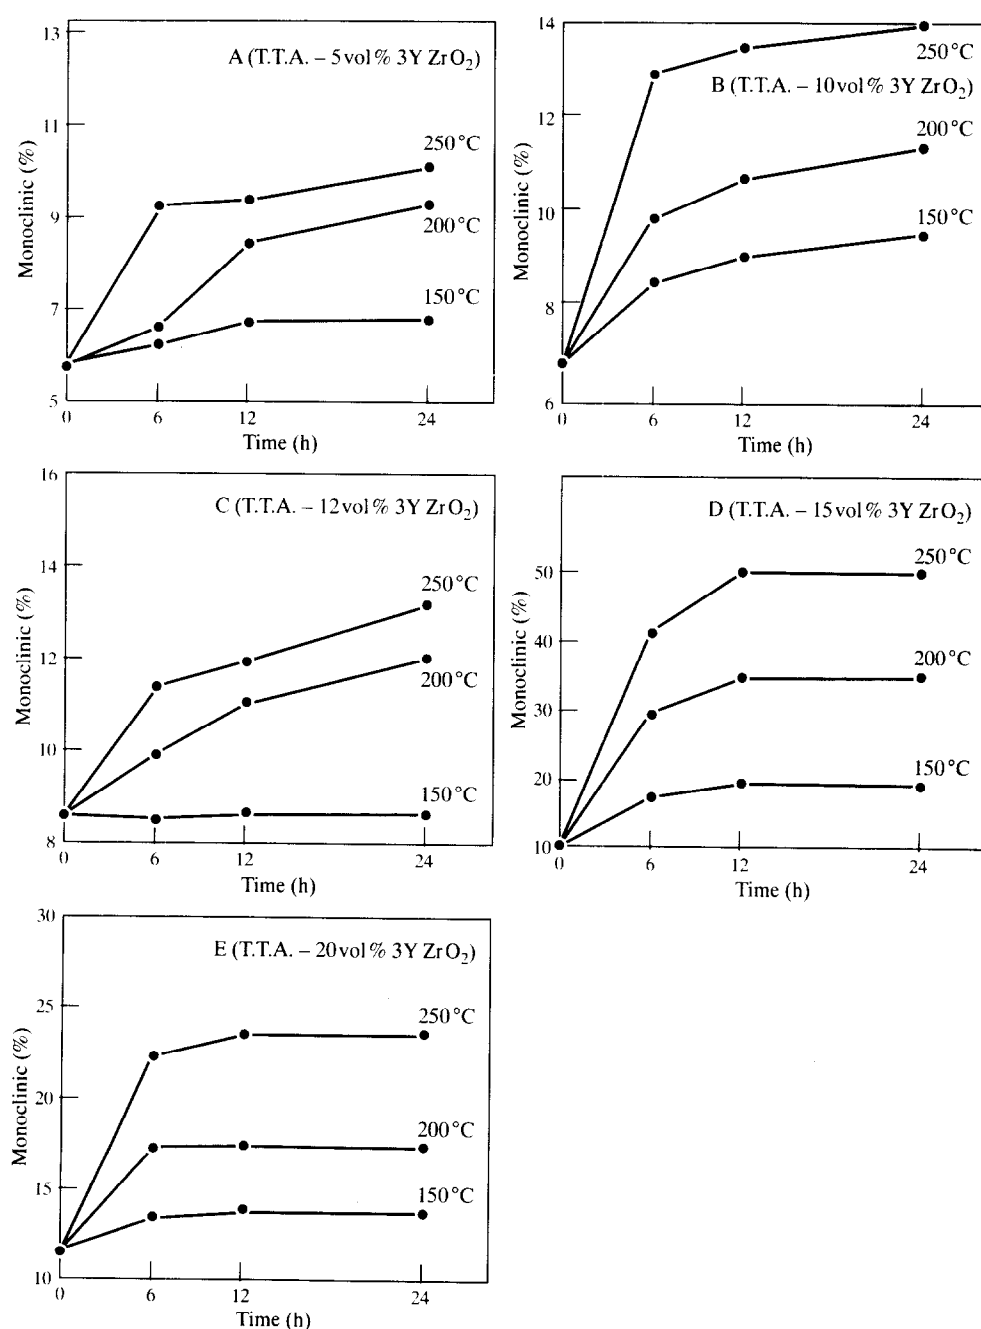 A (T.T.A. – 5 vol % 3Y ZrO₂)
Monoclinic (%)
13
11
9
7
5
250 °C
200 °C
150 °C
0 6 12 24
Time (h)
B (T.T.A. – 10 vol % 3Y ZrO₂)
Monoclinic (%)
14
12
10
8
6
250 °C
200 °C
150 °C
0 6 12 24
Time (h)
C (T.T.A. – 12 vol % 3Y ZrO₂)
Monoclinic (%)
16
14
12
10
8
250 °C
200 °C
150 °C
0 6 12 24
Time (h)
D (T.T.A. – 15 vol % 3Y ZrO₂)
Monoclinic (%)
50
40
30
20
10
250 °C
200 °C
150 °C
0 6 12 24
Time (h)
E (T.T.A. – 20 vol % 3Y ZrO₂)
Monoclinic (%)
30
25
20
15
10
250 °C
200 °C
150 °C
0 6 12 24
Time (h)